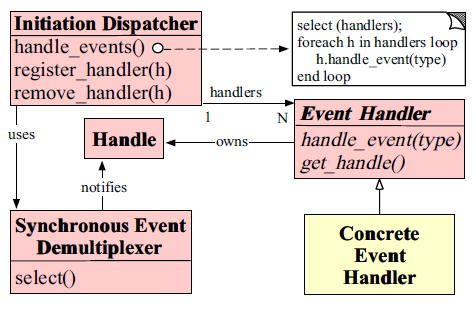 Initiation Dispatcher
handle_events()
register_handler(h)
remove_handler(h)
select (handlers);
foreach h in handlers loop
h.handle_event(type)
end loop
handlers
1
N
uses
Handle
owns
Event Handler
handle_event(type)
get_handle()
notifies
Synchronous Event
Demultiplexer
select()
Concrete
Event
Handler